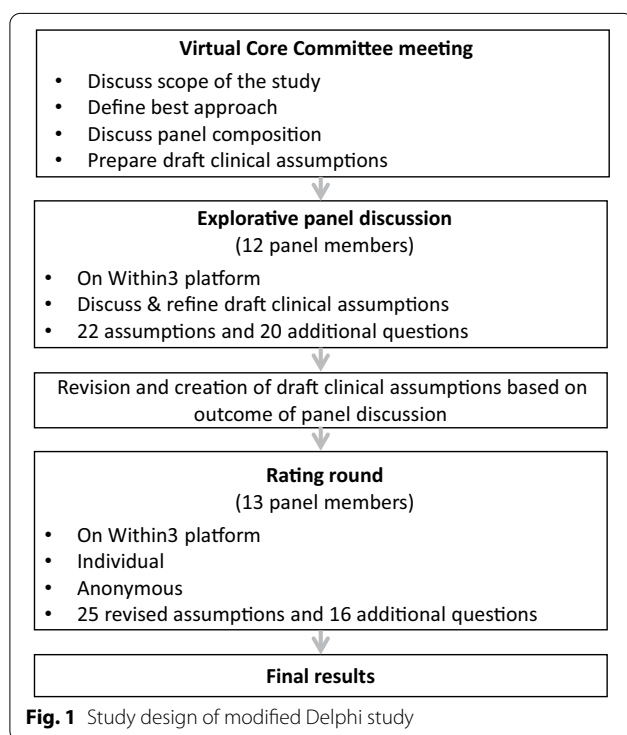 Virtual Core Committee meeting
• Discuss scope of the study
• Define best approach
• Discuss panel composition
• Prepare draft clinical assumptions
Explorative panel discussion
(12 panel members)
• On Within3 platform
• Discuss & refine draft clinical assumptions
• 22 assumptions and 20 additional questions
Revision and creation of draft clinical assumptions based on
outcome of panel discussion
Rating round
(13 panel members)
• On Within3 platform
• Individual
• Anonymous
• 25 revised assumptions and 16 additional questions
Final results
Fig. 1 Study design of modified Delphi study